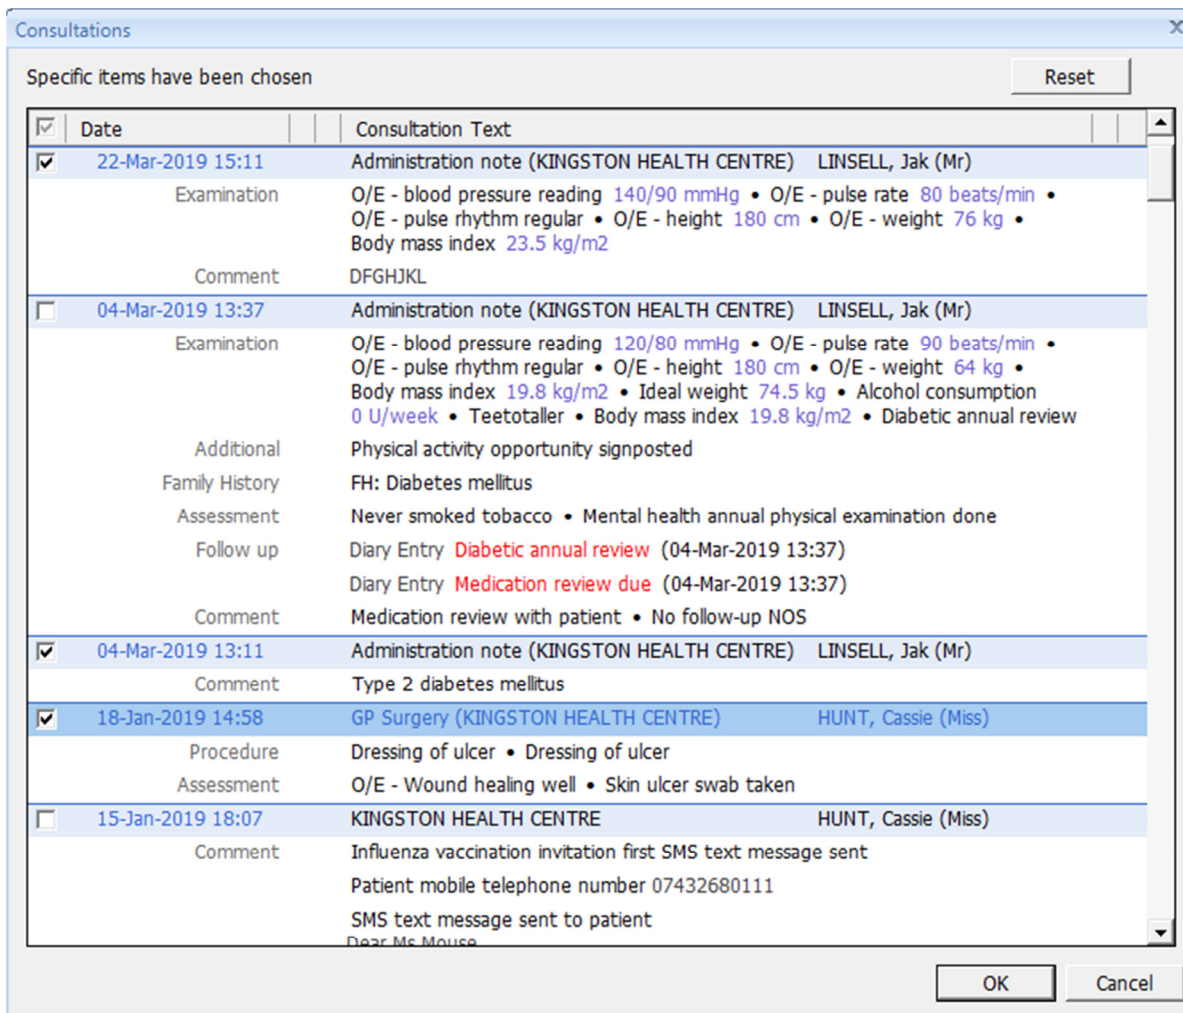 Consultations
x
Specific items have been chosen
Reset
Date Consultation Text
22-Mar-2019 15:11 Administration note (KINGSTON HEALTH CENTRE) LINSELL, Jak (Mr)
Examination O/E - blood pressure reading 140/90 mmHg • O/E - pulse rate 80 beats/min •
O/E - pulse rhythm regular • O/E - height 180 cm • O/E - weight 76 kg •
Body mass index 23.5 kg/m2
Comment DFGHJKL
04-Mar-2019 13:37 Administration note (KINGSTON HEALTH CENTRE) LINSELL, Jak (Mr)
Examination O/E - blood pressure reading 120/80 mmHg • O/E - pulse rate 90 beats/min •
O/E - pulse rhythm regular • O/E - height 180 cm • O/E - weight 64 kg •
Body mass index 19.8 kg/m2 • Ideal weight 74.5 kg • Alcohol consumption
0 U/week • Teetotaller • Body mass index 19.8 kg/m2 • Diabetic annual review
Additional Physical activity opportunity signposted
Family History FH: Diabetes mellitus
Assessment Never smoked tobacco • Mental health annual physical examination done
Follow up Diary Entry Diabetic annual review (04-Mar-2019 13:37)
Diary Entry Medication review due (04-Mar-2019 13:37)
Comment Medication review with patient • No follow-up NOS
04-Mar-2019 13:11 Administration note (KINGSTON HEALTH CENTRE) LINSELL, Jak (Mr)
Comment Type 2 diabetes mellitus
18-Jan-2019 14:58 GP Surgery (KINGSTON HEALTH CENTRE) HUNT, Cassie (Miss)
Procedure Dressing of ulcer • Dressing of ulcer
Assessment O/E - Wound healing well • Skin ulcer swab taken
15-Jan-2019 18:07 KINGSTON HEALTH CENTRE HUNT, Cassie (Miss)
Comment Influenza vaccination invitation first SMS text message sent
Patient mobile telephone number 07432680111
SMS text message sent to patient
Dear Ms Mouse
OK Cancel